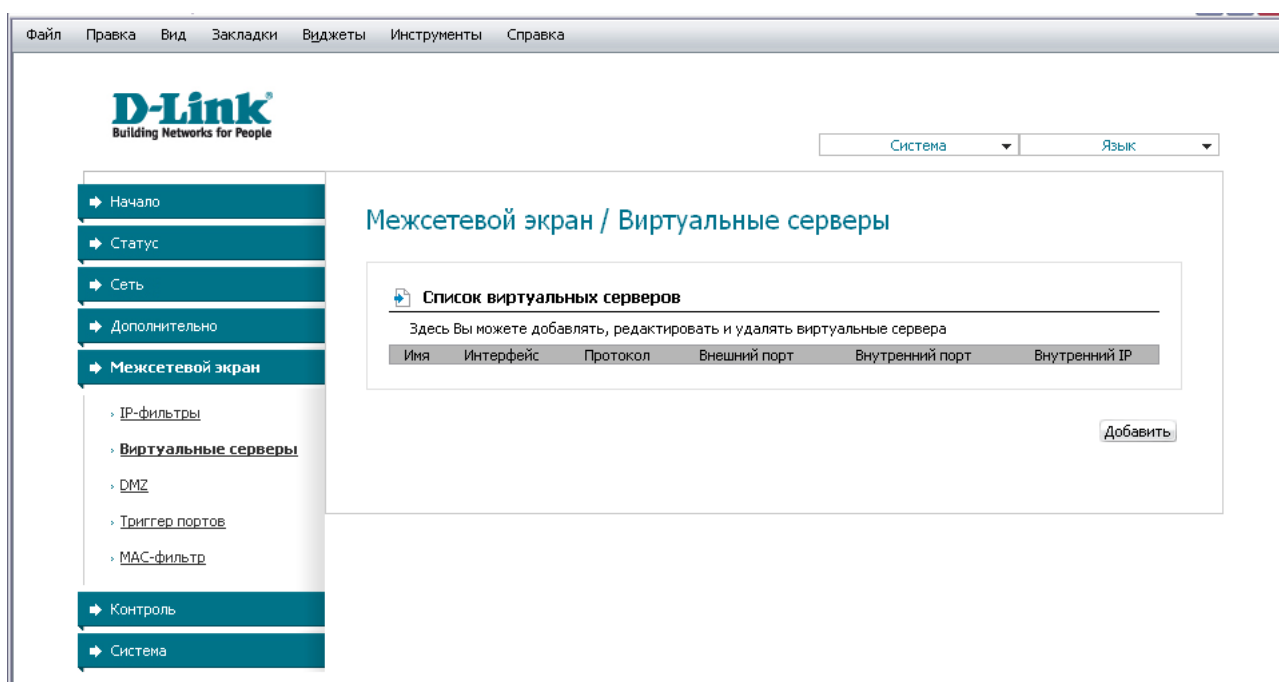 Файл Правка Вид Закладки Виджеты Инструменты Справка
D-Link
Building Networks for People
Система Язык
Начало
Статус
Сеть
Дополнительно
Межсетевой экран
IP-фильтры
Виртуальные серверы
DMZ
Триггер портов
MAC-фильтр
Контроль
Система
Межсетевой экран / Виртуальные серверы
Список виртуальных серверов
Здесь Вы можете добавлять, редактировать и удалять виртуальные сервера
Имя Интерфейс Протокол Внешний порт Внутренний порт Внутренний IP
Добавить